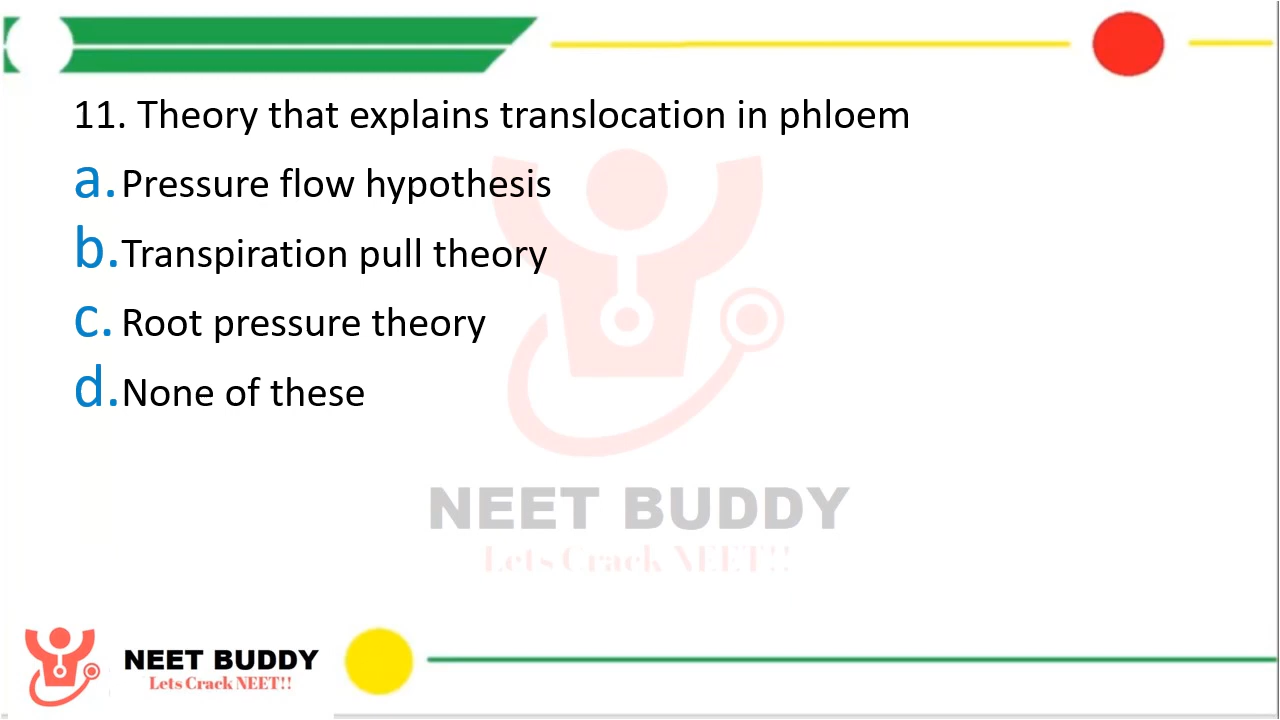 11. Theory that explains translocation in phloem
a. Pressure flow hypothesis
b. Transpiration pull theory
c. Root pressure theory
d. None of these
NEET BUDDY
Lets Crack NEET!!
NEET BUDDY
Lets Crack NEET!!